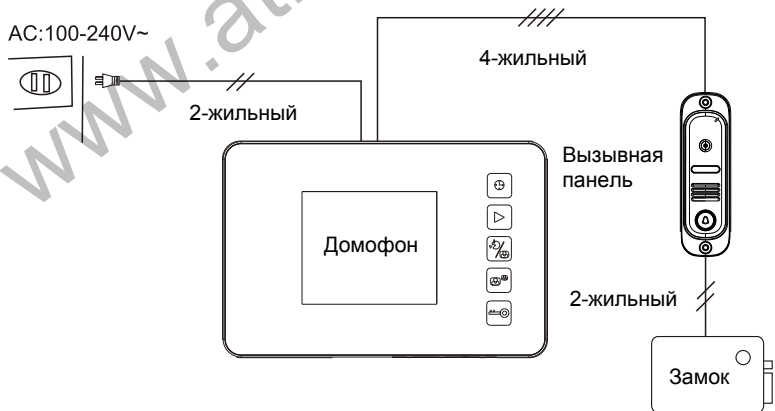 AC:100-240V~
4-жильный
2-жильный
Вызывная
панель
Домофон
2-жильный
Замок